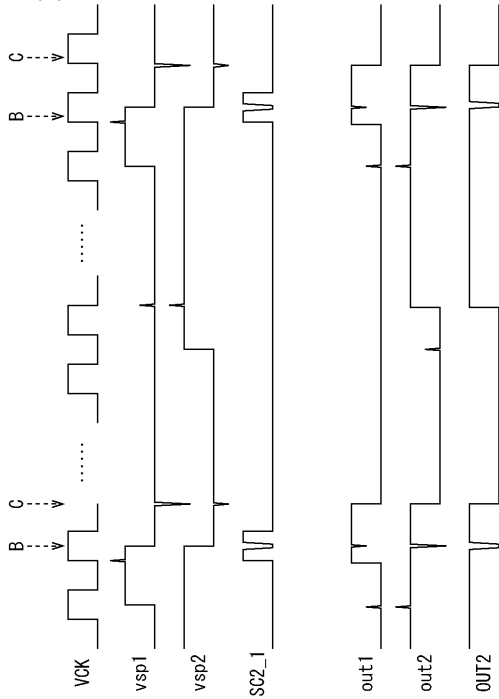 B
C
B
C
VCK
......
......
vsp1
vsp2
SC2_1
out1
out2
OUT2